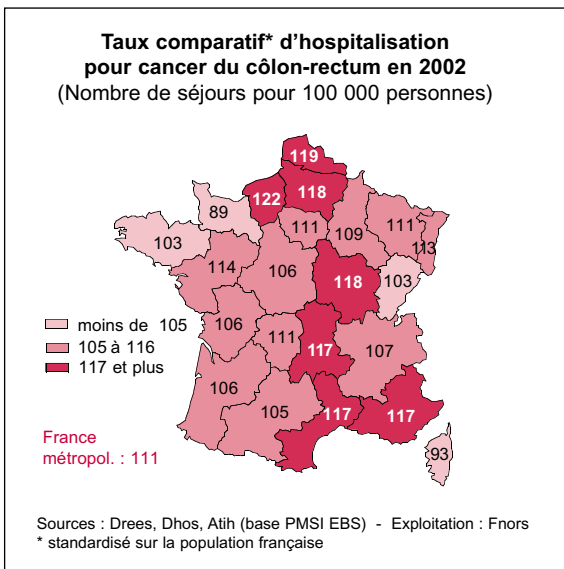 Taux comparatif* d'hospitalisation
pour cancer du côlon-rectum en 2002
(Nombre de séjours pour 100 000 personnes)
119
122
118
89
111
109
111
113
103
114
106
118
103
106
111
117
107
106
105
117
117
93
moins de 105
105 à 116
117 et plus
France
métropol. : 111
Sources : Drees, Dhos, Atih (base PMSI EBS) - Exploitation : Fnors
* standardisé sur la population française